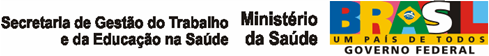 Secretaria de Gestão do Trabalho
e da Educação na Saúde
Ministério
da Saúde
BRASIL
UM PAÍS DE TODOS
GOVERNO FEDERAL